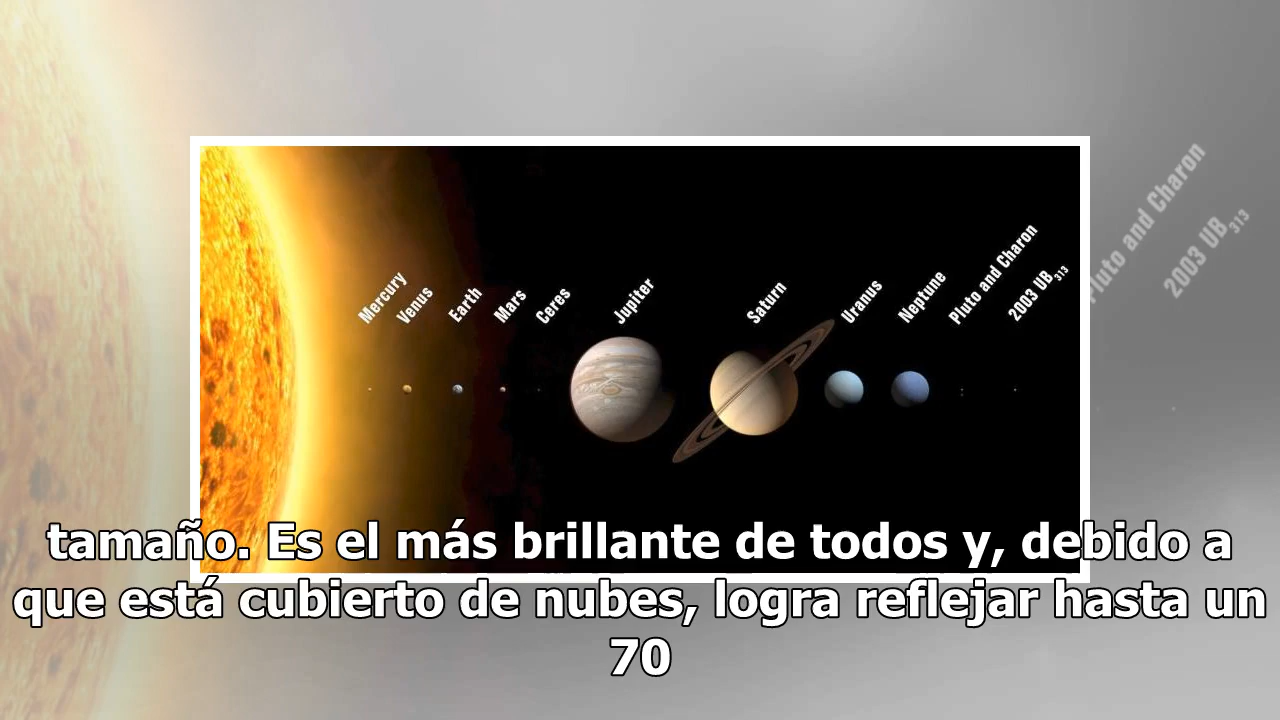 Mercury
Venus
Earth
Mars
Ceres
Jupiter
Saturn
Uranus
Neptune
Pluto and Charon
2003 UB313
Pluto and Charon
2003 UB313
tamaño. Es el más brillante de todos y, debido a
que está cubierto de nubes, logra reflejar hasta un
70